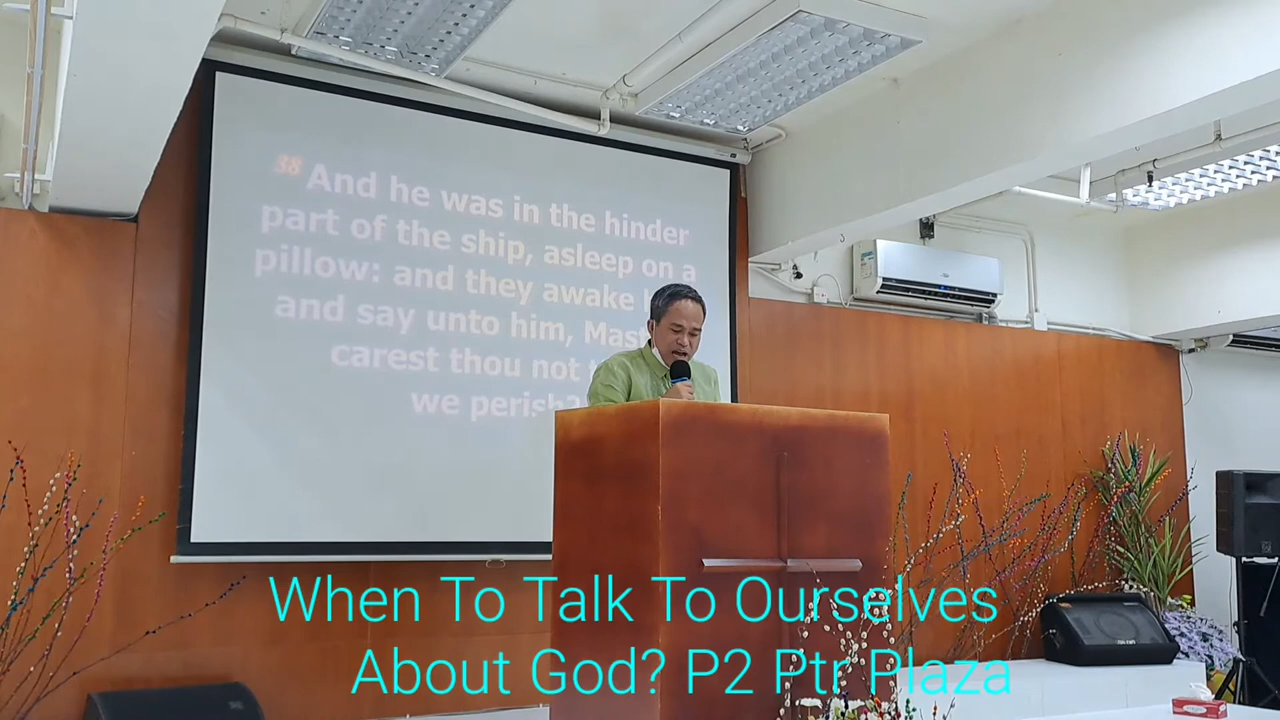 38 And he was in the hinder
part of the ship, asleep on a
pillow: and they awake
and say unto him,
carest thou not
we perish?
When To Talk To Ourselves
About God? P2 Ptr Plaza